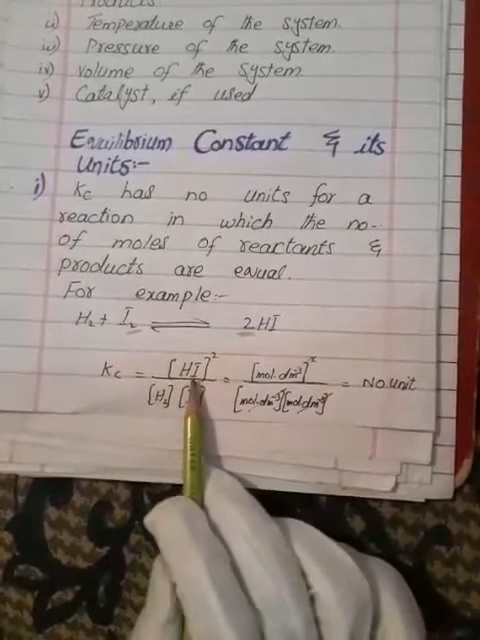 Products
ii) Temperature of the system.
iii) Pressure of the system.
iv) volume of the system
v) Catalyst, if used
Equilibrium Constant & its
Units:-
i) Kc has no units for a
reaction in which the no-
of moles of reactants &
products are equal.
For example:-
H₂ + I₂ ⇌ 2HI
Kc = [HI]² / [H₂] [I₂] = [mol.dm⁻³]² / [mol.dm⁻³][mol.dm⁻³] = No unit